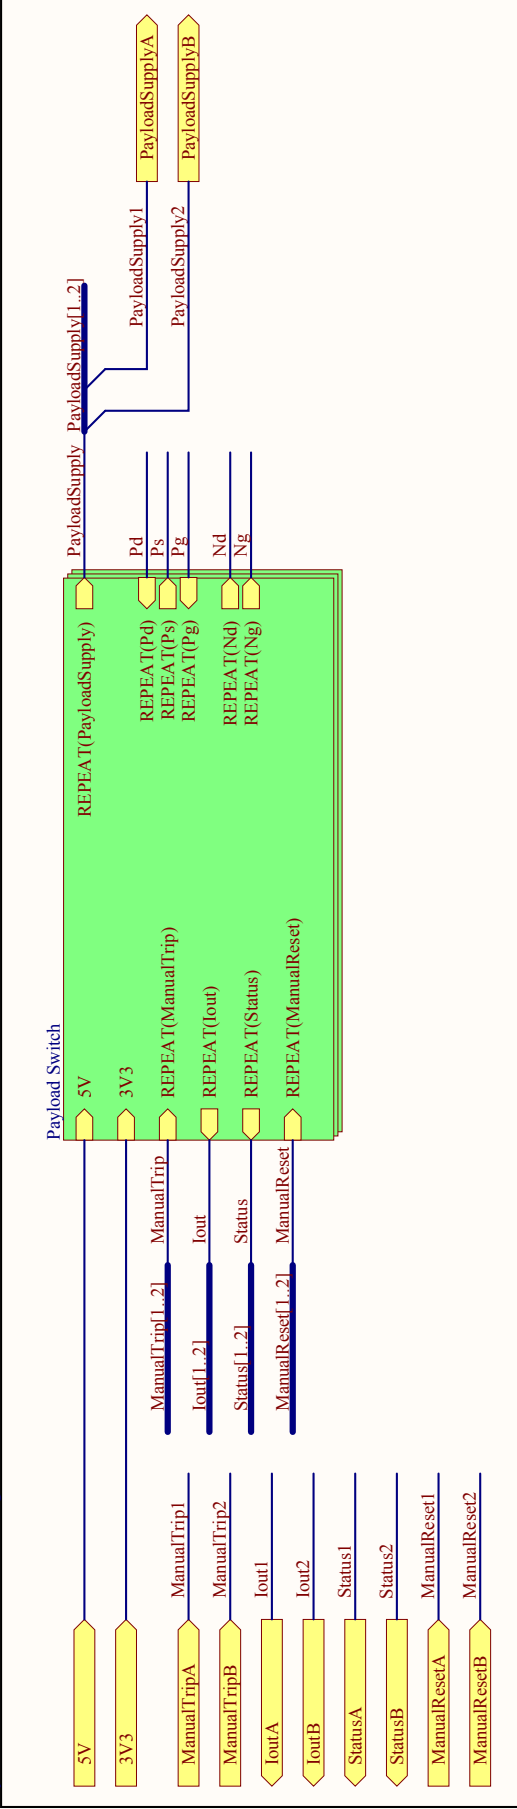 Payload Switch
5V
5V
3V3
3V3
ManualTripA
ManualTrip1
ManualTrip[1..2]
ManualTrip
REPEAT(ManualTrip)
ManualTripB
ManualTrip2
IoutA
Iout1
Iout[1..2]
Iout
REPEAT(Iout)
IoutB
Iout2
StatusA
Status1
Status[1..2]
Status
REPEAT(Status)
StatusB
Status2
ManualResetA
ManualReset1
ManualReset[1..2]
ManualReset
REPEAT(ManualReset)
ManualResetB
ManualReset2
REPEAT(PayloadSupply)
PayloadSupply
PayloadSupply[1..2]
PayloadSupply1
PayloadSupplyA
PayloadSupply2
PayloadSupplyB
REPEAT(Pd)
Pd
REPEAT(Ps)
Ps
REPEAT(Pg)
Pg
REPEAT(Nd)
Nd
REPEAT(Ng)
Ng